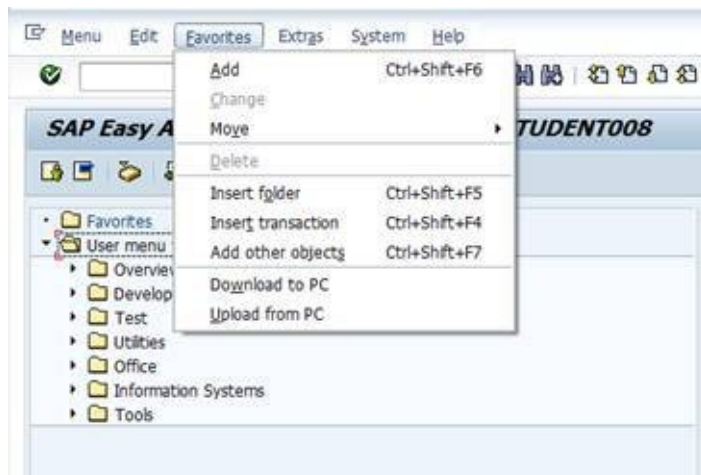 Menu Edit Favorites Extras System Help
Add Ctrl+Shift+F6
Change
SAP Easy A TUDENT008
Move
Delete
Insert folder Ctrl+Shift+F5
Favorites
Insert transaction Ctrl+Shift+F4
User menu
Add other objects Ctrl+Shift+F7
Overview
Download to PC
Develop
Upload from PC
Test
Utilities
Office
Information Systems
Tools